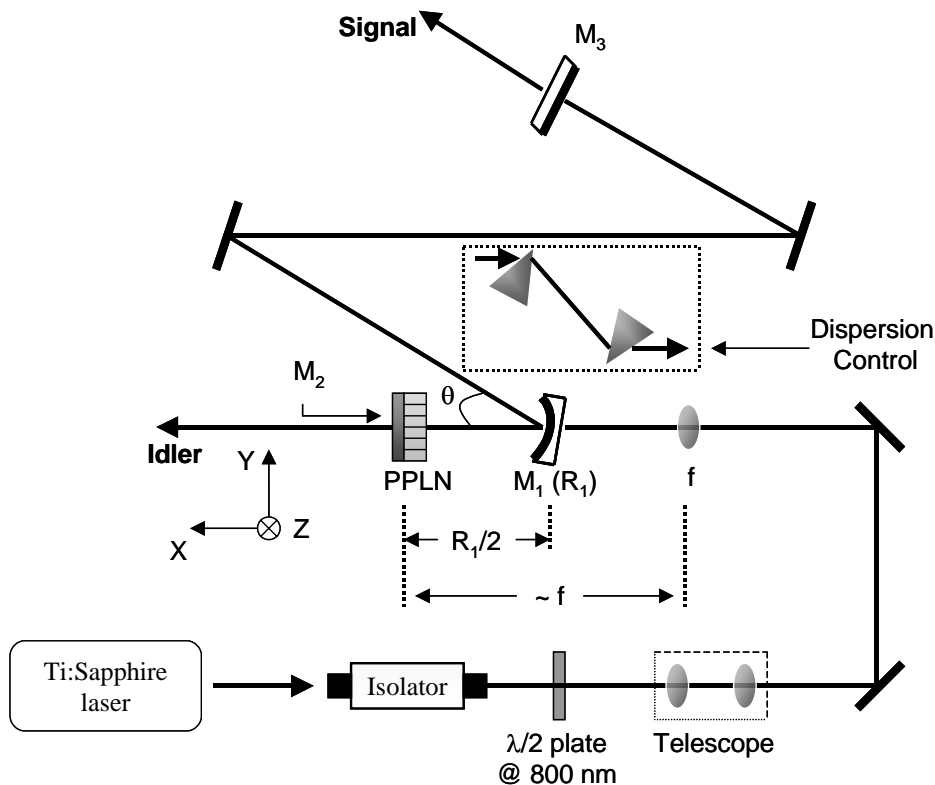 Signal
M3
Dispersion
Control
M2
θ
Idler
Y
PPLN
M1 (R1)
f
X
Z
R1/2
~ f
Ti:Sapphire
laser
Isolator
λ/2 plate
@ 800 nm
Telescope